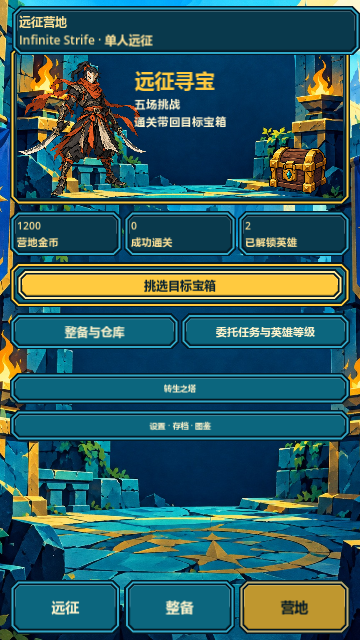 远征营地
Infinite Strife · 单人远征
远征寻宝
五场挑战
通关带回目标宝箱
1200
营地金币
0
成功通关
2
已解锁英雄
挑选目标宝箱
整备与仓库
委托任务与英雄等级
转生之塔
设置 · 存档 · 图鉴
远征
整备
营地